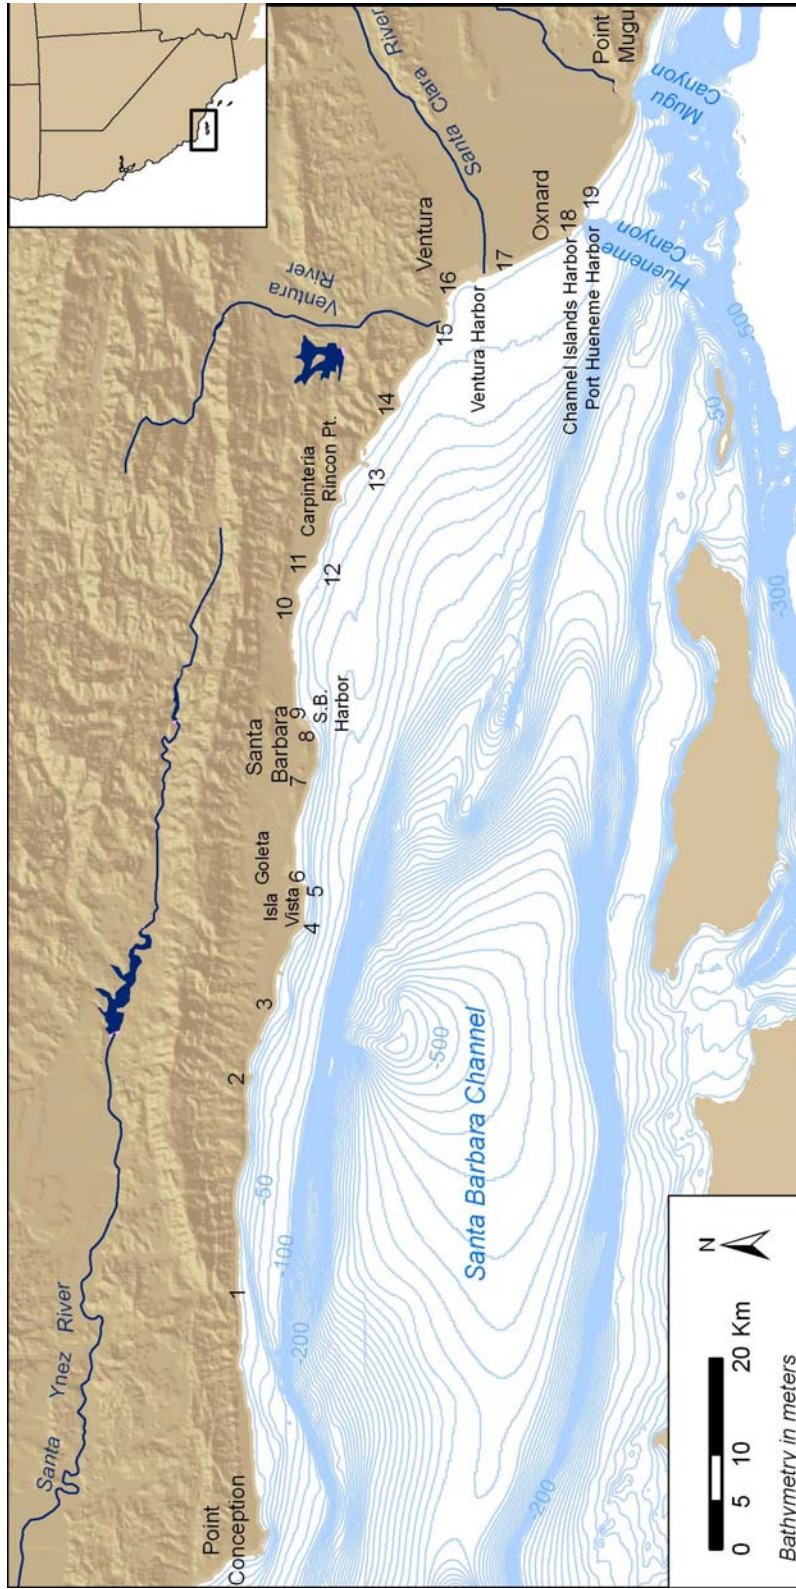 Santa Ynez River
Point
Conception
1
2
3
4
5
6
Isla
Vista
Goleta
7
8
9
Santa
Barbara
S.B.
Harbor
10
11
12
Carpinteria
Rincon Pt.
13
14
15
16
Ventura
River
Ventura
Ventura Harbor
17
Santa Clara River
Oxnard
18
Channel Islands Harbor
Port Hueneme Harbor
19
Point
Mugu
Mugu
Canyon
Hueneme
Canyon
Santa Barbara Channel
-50
-100
-200
-500
-200
-50
-500
-300
N
0 5 10 20 Km
Bathymetry in meters